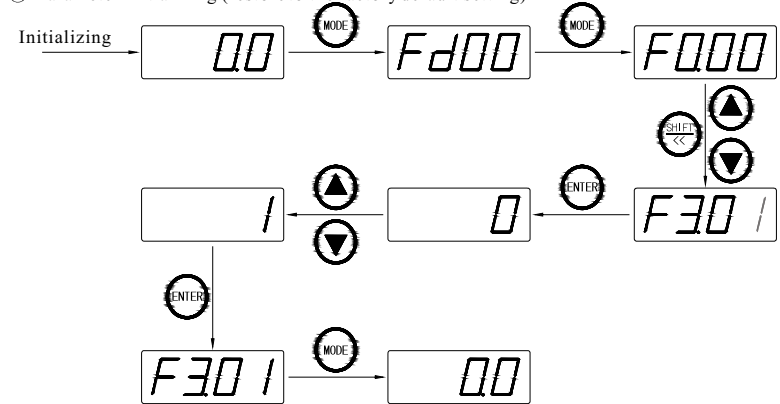 MODE MODE
Initializing 0.0 Fd00 F0.00
SHIFT
<<
ENTER
1 0 F3.01
ENTER
MODE
F3.01 0.0